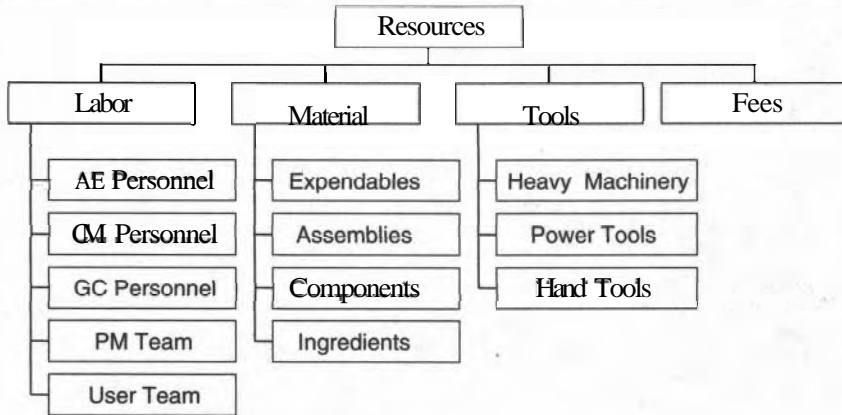 Resources
Labor
Material
Tools
Fees
AE Personnel
CM Personnel
GC Personnel
PM Team
User Team
Expendables
Assemblies
Components
Ingredients
Heavy Machinery
Power Tools
Hand Tools